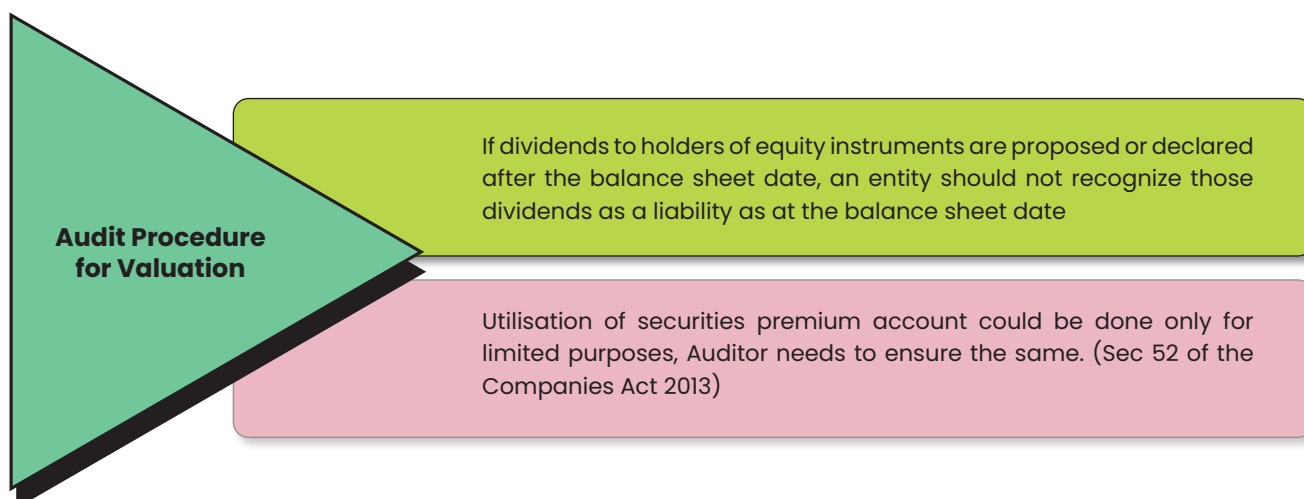 Audit Procedure
for Valuation
If dividends to holders of equity instruments are proposed or declared
after the balance sheet date, an entity should not recognize those
dividends as a liability as at the balance sheet date
Utilisation of securities premium account could be done only for
limited purposes, Auditor needs to ensure the same. (Sec 52 of the
Companies Act 2013)